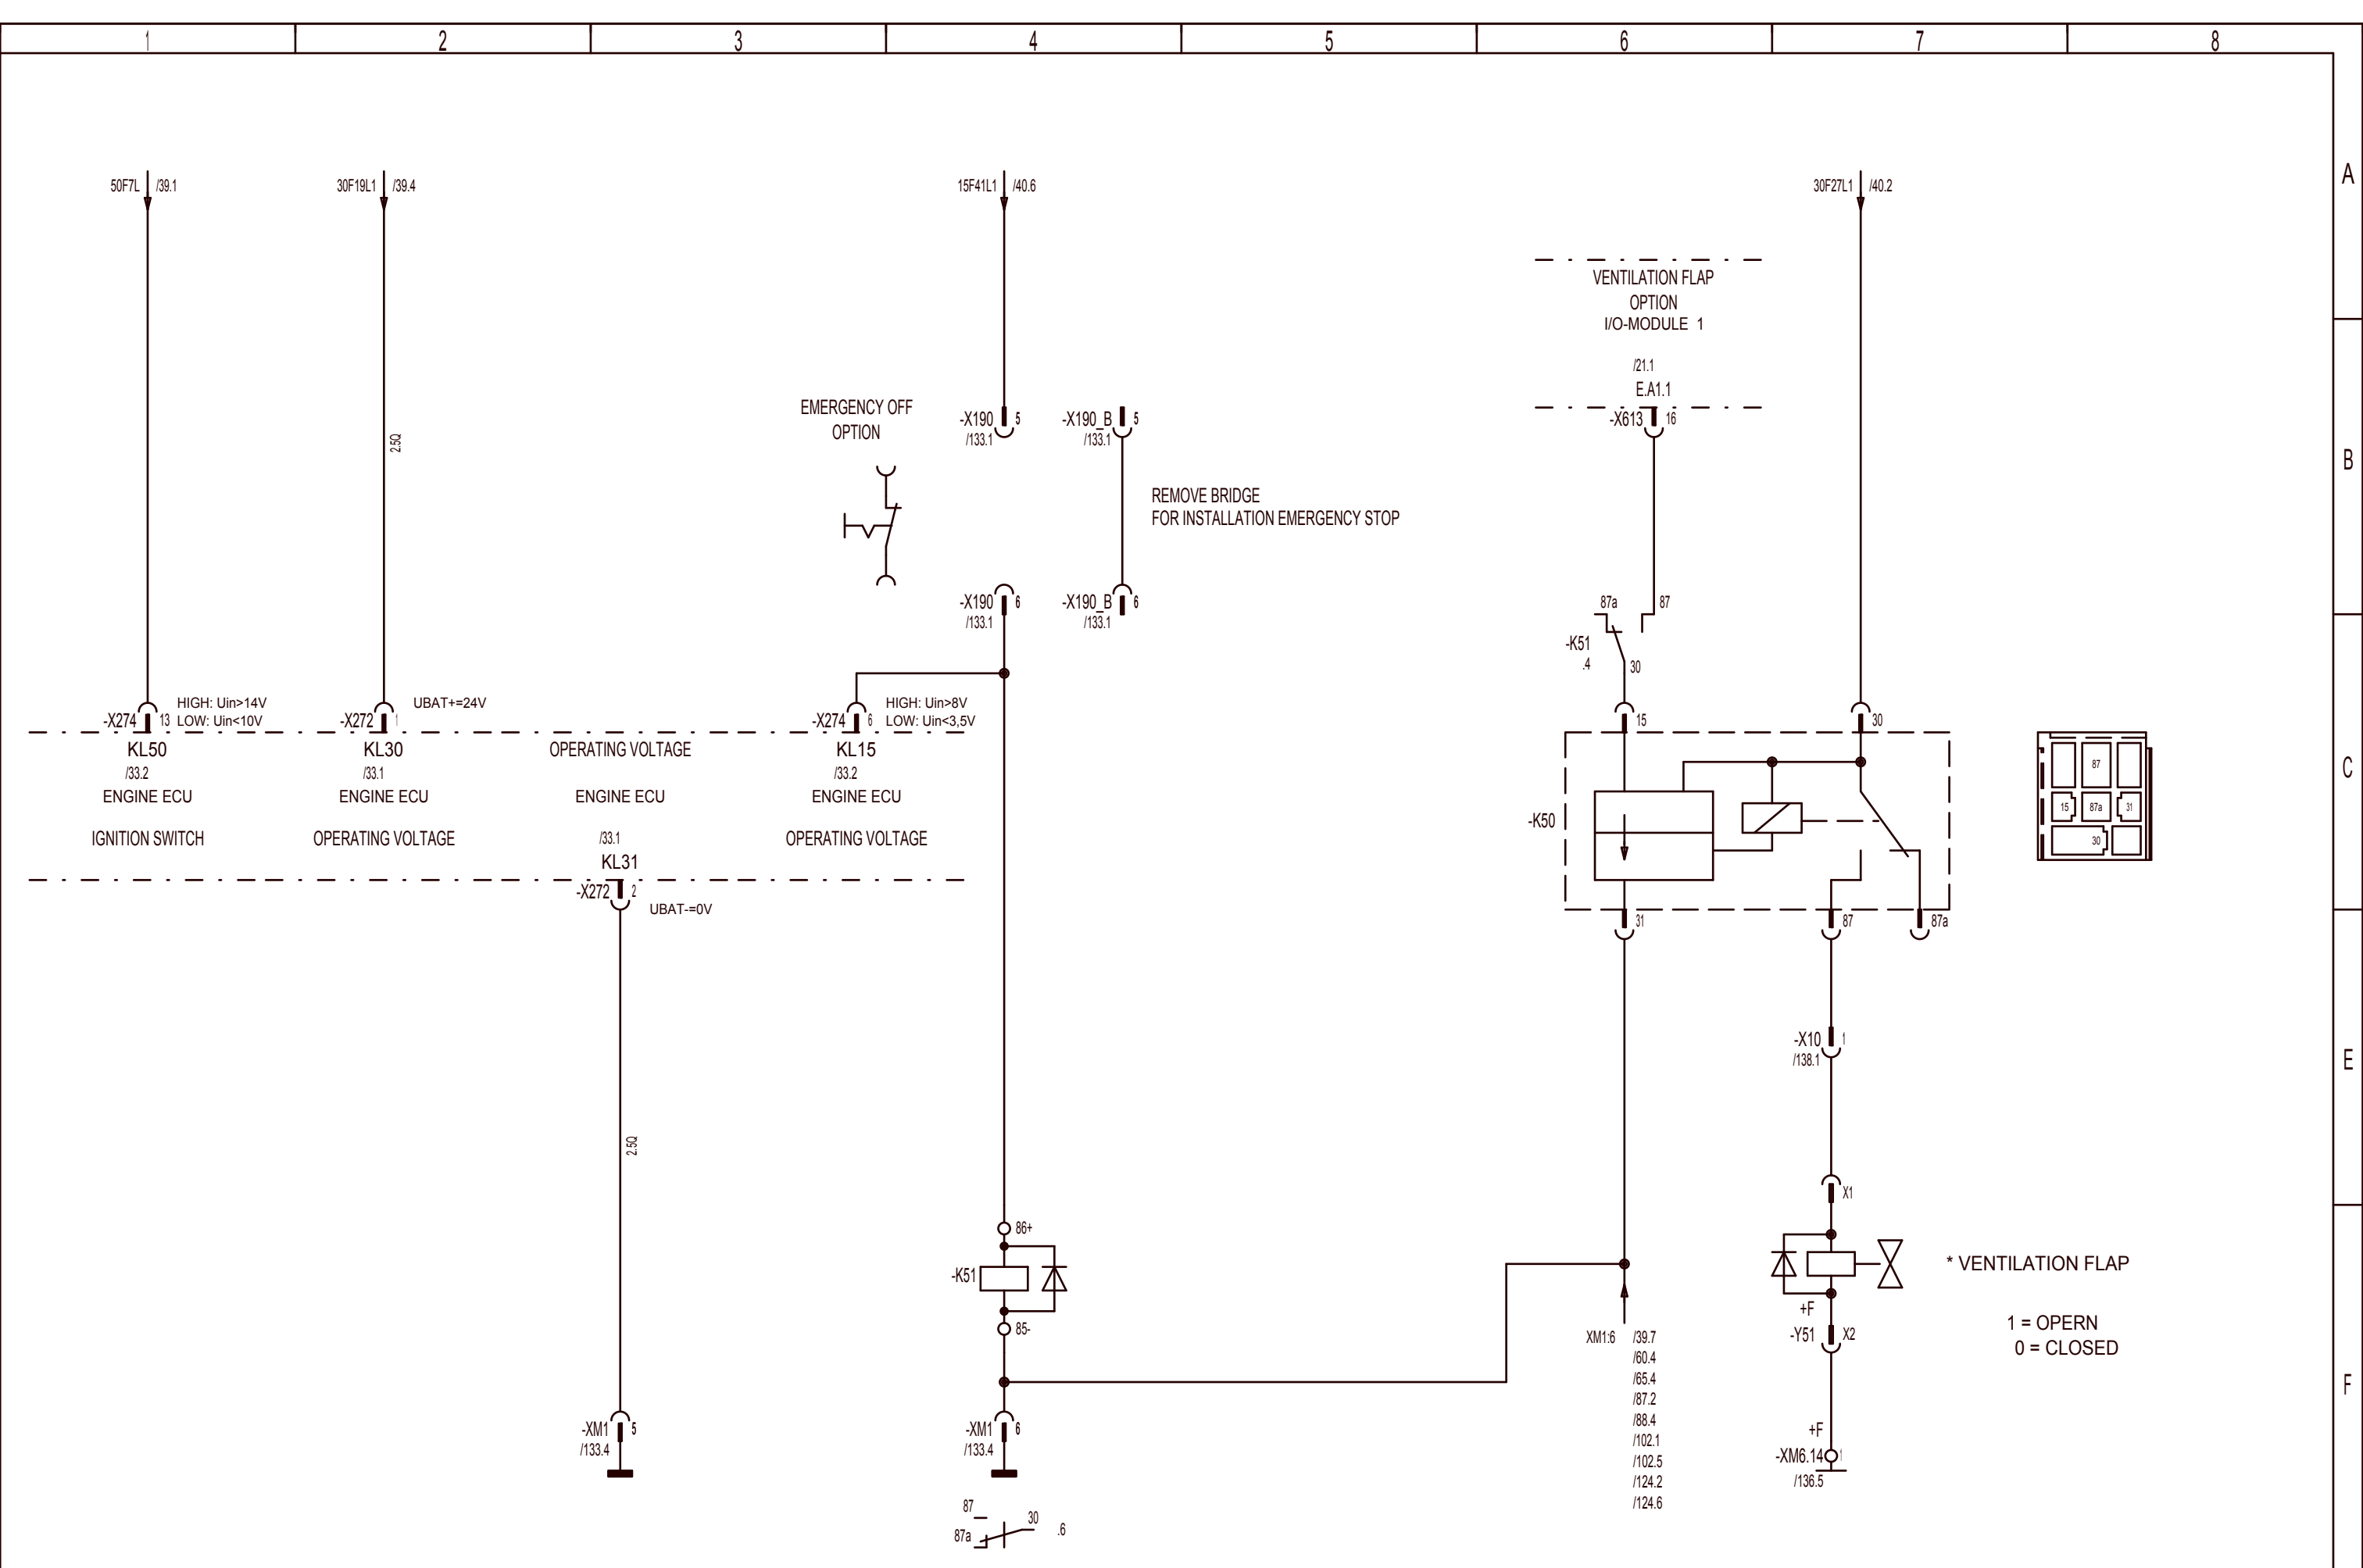 1 2 3 4 5 6 7 8
A
50F7L /39.1
30F19L1 /39.4
15F41L1 /40.6
30F27L1 /40.2
VENTILATION FLAP
OPTION
I/O-MODULE 1
/21.1
E.A1.1
-X613 16
B
2.5Q
EMERGENCY OFF
OPTION
-X190 5
/133.1
-X190_B 5
/133.1
REMOVE BRIDGE
FOR INSTALLATION EMERGENCY STOP
-X190 6
/133.1
-X190_B 6
/133.1
87a 87
-K51
.4
30
C
-X274 13
HIGH: Uin>14V
LOW: Uin<10V
KL50
/33.2
ENGINE ECU
IGNITION SWITCH
-X272 1
UBAT+=24V
KL30
/33.1
ENGINE ECU
OPERATING VOLTAGE
OPERATING VOLTAGE
ENGINE ECU
/33.1
KL31
-X272 2
UBAT-=0V
-X274 6
HIGH: Uin>8V
LOW: Uin<3,5V
KL15
/33.2
ENGINE ECU
OPERATING VOLTAGE
15
30
-K50
31
87
87a
87
15 87a 31
30
E
2.5Q
-X10 1
/138.1
X1
F
86+
-K51
85-
* VENTILATION FLAP
1 = OPERN
0 = CLOSED
+F
-Y51 X2
+F
-XM6.14 1
/136.5
XM1:6 /39.7
/60.4
/65.4
/87.2
/88.4
/102.1
/102.5
/124.2
/124.6
-XM1 5
/133.4
-XM1 6
/133.4
87
87a
30
.6